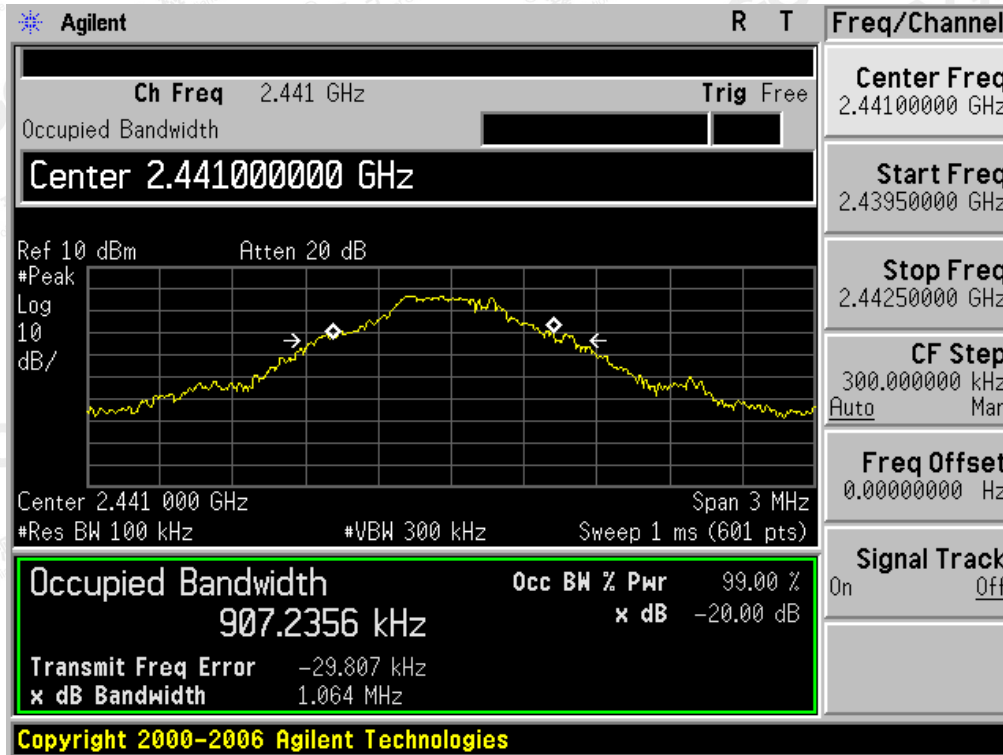 Agilent R T Freq/Channel
Ch Freq 2.441 GHz Trig Free
Occupied Bandwidth
Center 2.441000000 GHz
Ref 10 dBm Atten 20 dB
#Peak
Log
10
dB/
Center 2.441 000 GHz Span 3 MHz
#Res BW 100 kHz #VBW 300 kHz Sweep 1 ms (601 pts)
Occupied Bandwidth Occ BW % Pwr 99.00 %
907.2356 kHz x dB -20.00 dB
Transmit Freq Error -29.807 kHz
x dB Bandwidth 1.064 MHz
Copyright 2000-2006 Agilent Technologies
Center Freq
2.44100000 GHz
Start Freq
2.43950000 GHz
Stop Freq
2.44250000 GHz
CF Step
300.000000 kHz
Auto Man
Freq Offset
0.00000000 Hz
Signal Track
On Off